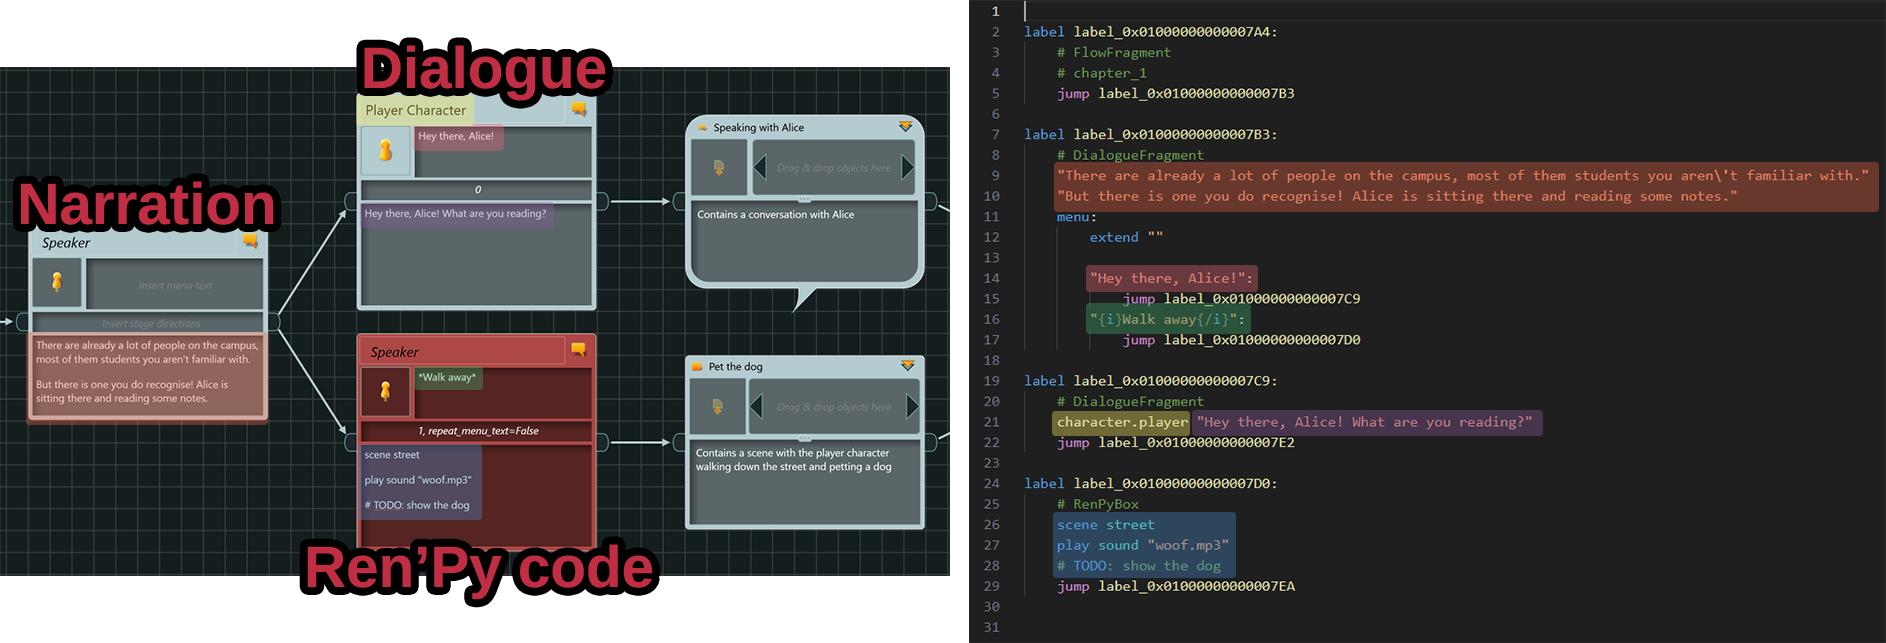 Narration
Speaker
Insert menu text
Insert stage directions
There are already a lot of people on the campus,
most of them students you aren't familiar with.
But there is one you do recognise! Alice is
sitting there and reading some notes.
Dialogue
Player Character
Hey there, Alice!
0
Hey there, Alice! What are you reading?
Speaker
*Walk away*
1, repeat_menu_text=False
scene street
play sound "woof.mp3"
# TODO: show the dog
Ren'Py code
Speaking with Alice
Drag & drop objects here
Contains a conversation with Alice
Pet the dog
Drag & drop objects here
Contains a scene with the player character
walking down the street and petting a dog
1
2 label label_0x01000000000007A4:
3 # FlowFragment
4 # chapter_1
5 jump label_0x01000000000007B3
6
7 label label_0x01000000000007B3:
8 # DialogueFragment
9 "There are already a lot of people on the campus, most of them students you aren\'t familiar with."
10 "But there is one you do recognise! Alice is sitting there and reading some notes."
11 menu:
12 extend ""
13
14 "Hey there, Alice!":
15 jump label_0x01000000000007C9
16 "{i}Walk away{/i}":
17 jump label_0x01000000000007D0
18
19 label label_0x01000000000007C9:
20 # DialogueFragment
21 character.player "Hey there, Alice! What are you reading?"
22 jump label_0x01000000000007E2
23
24 label label_0x01000000000007D0:
25 # RenPyBox
26 scene street
27 play sound "woof.mp3"
28 # TODO: show the dog
29 jump label_0x01000000000007EA
30
31